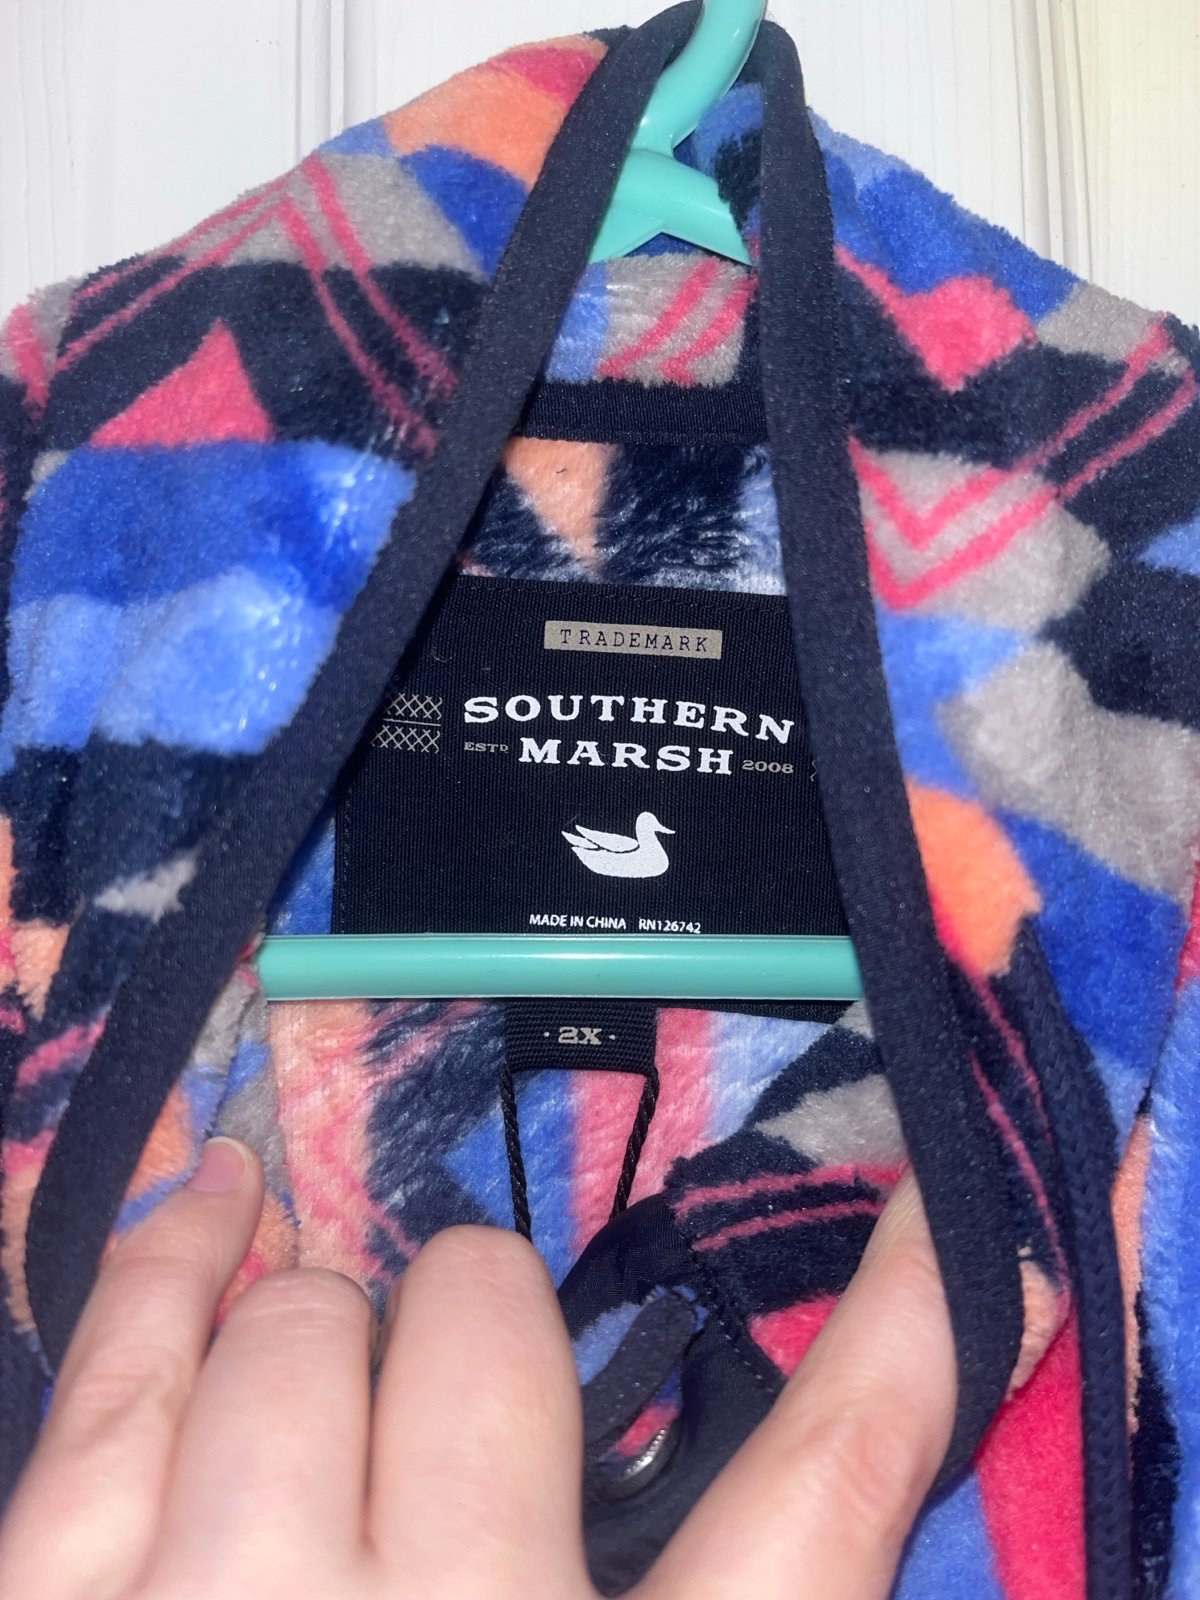 TRADEMARK
SOUTHERN
ESTD MARSH 2008
MADE IN CHINA RN126742
· 2X ·